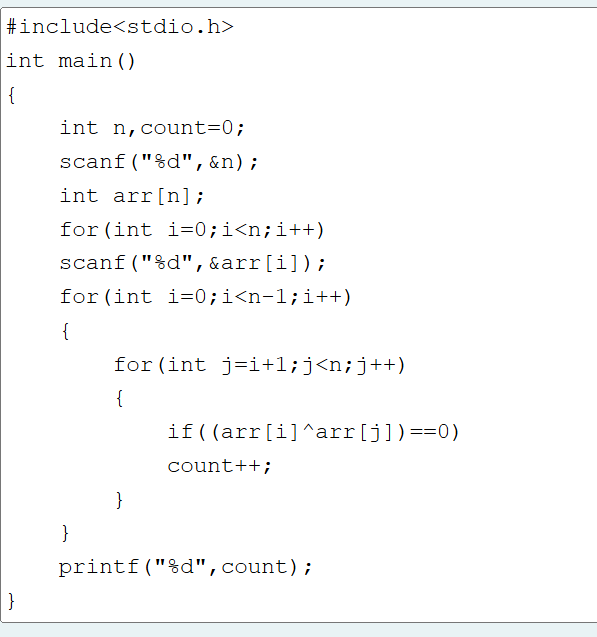 #include<stdio.h>
int main()
{
    int n,count=0;
    scanf("%d",&n);
    int arr[n];
    for(int i=0;i<n;i++)
    scanf("%d",&arr[i]);
    for(int i=0;i<n-1;i++)
    {
        for(int j=i+1;j<n;j++)
        {
            if((arr[i]^arr[j])==0)
            count++;
        }
    }
    printf("%d",count);
}